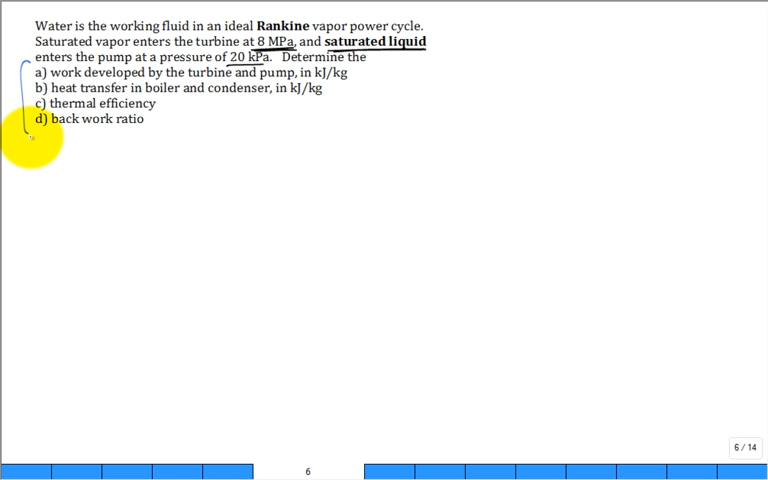 Water is the working fluid in an ideal Rankine vapor power cycle.
Saturated vapor enters the turbine at 8 MPa, and saturated liquid
enters the pump at a pressure of 20 kPa. Determine the
a) work developed by the turbine and pump, in kJ/kg
b) heat transfer in boiler and condenser, in kJ/kg
c) thermal efficiency
d) back work ratio
6 / 14
6